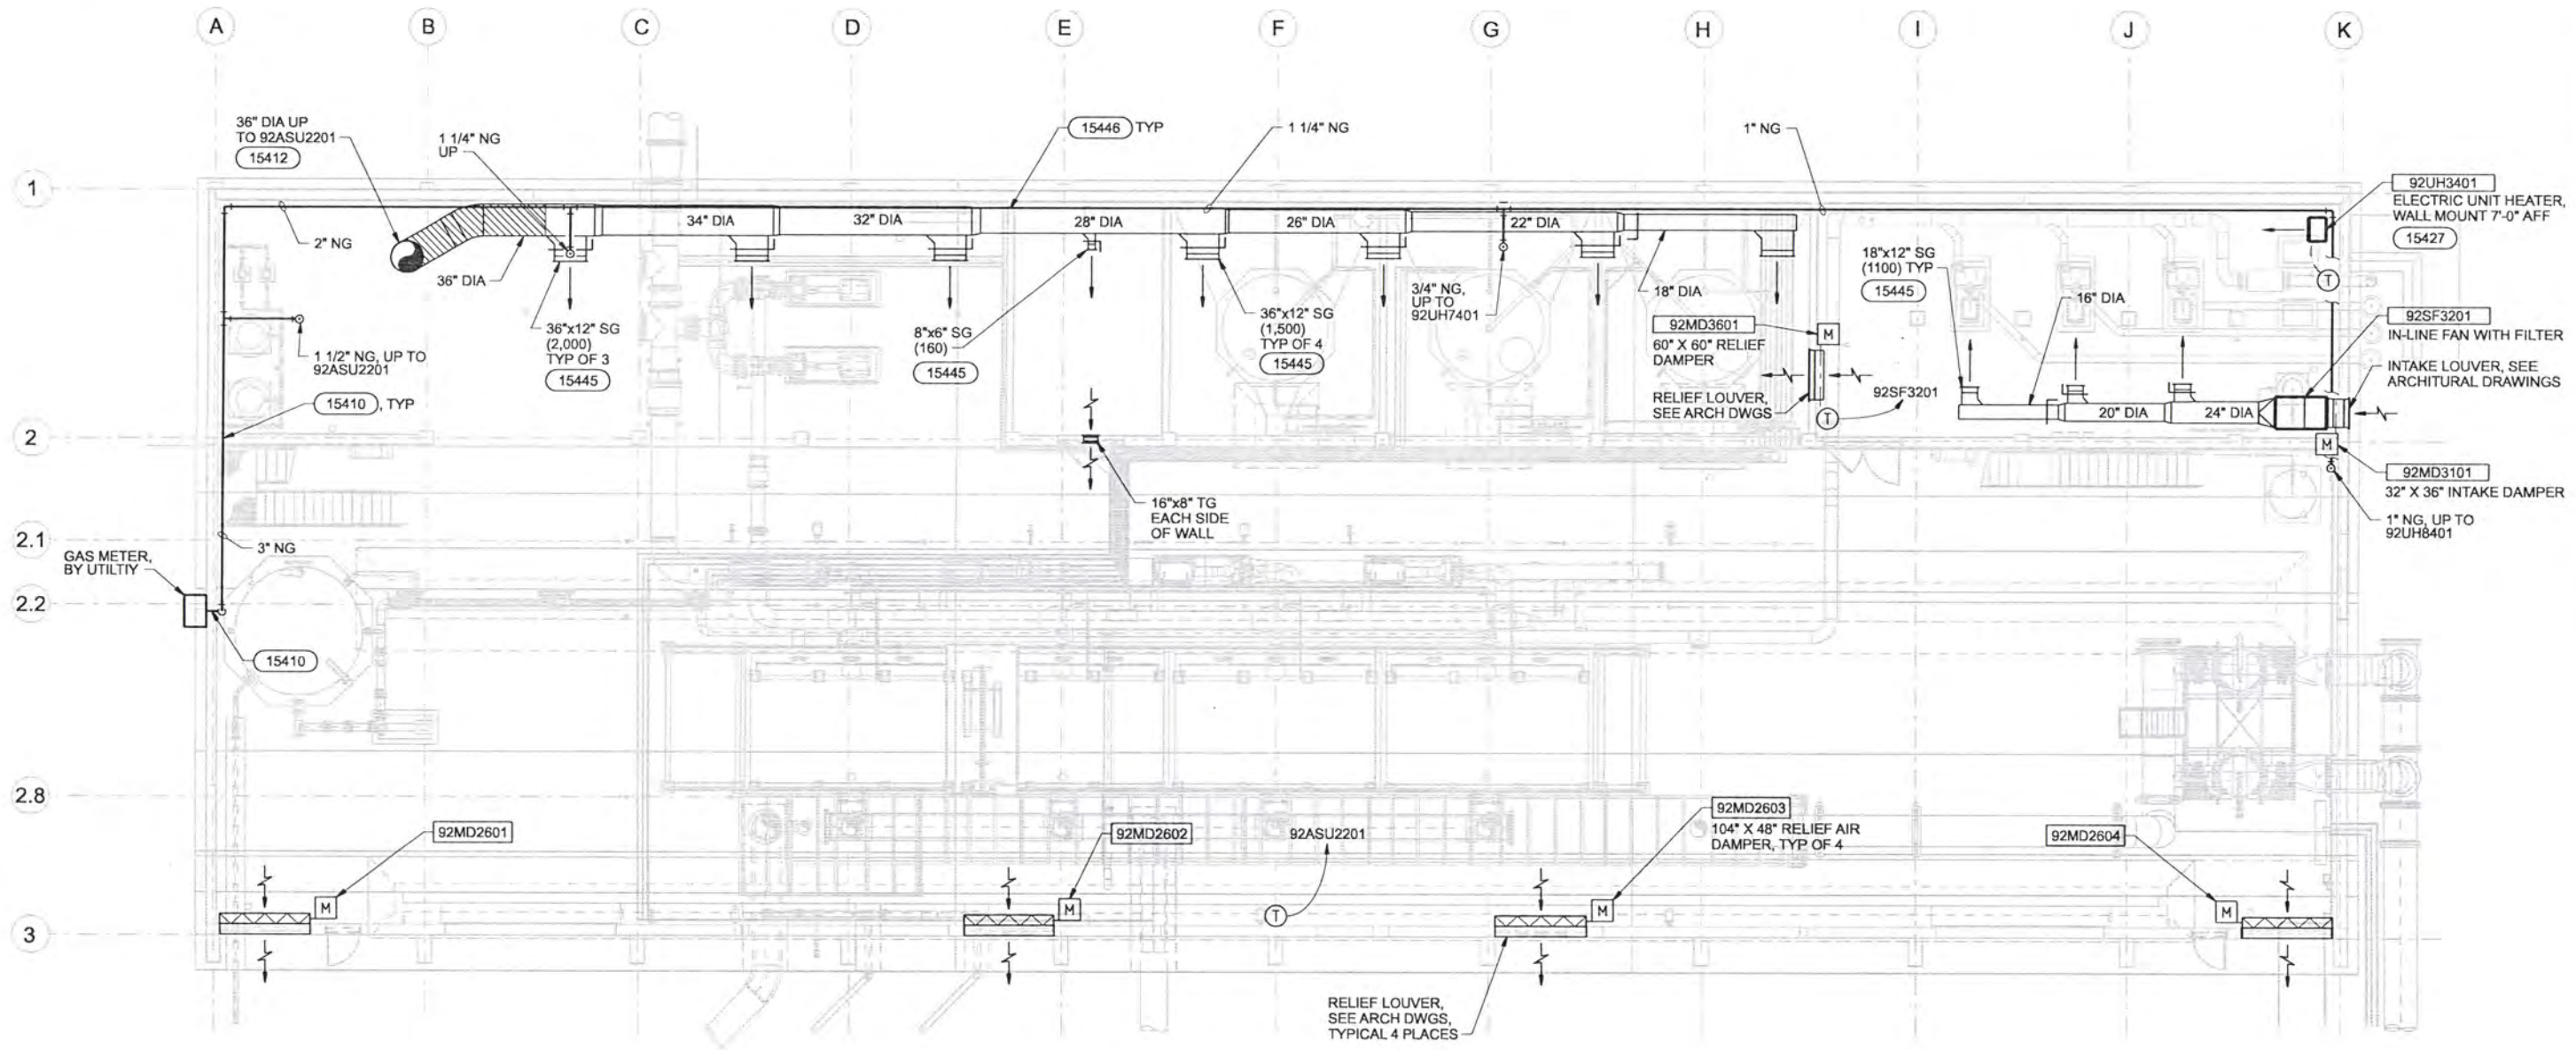 A B C D E F G H I J K
36" DIA UP
TO 92ASU2201
15412
1 1/4" NG
UP
15446 TYP
1 1/4" NG
1" NG
1
92UH3401
ELECTRIC UNIT HEATER,
WALL MOUNT 7'-0" AFF
15427
T
34" DIA
32" DIA
28" DIA
26" DIA
22" DIA
2" NG
36" DIA
18" DIA
36"x12" SG
(2,000)
TYP OF 3
15445
8"x6" SG
(160)
15445
36"x12" SG
(1,500)
TYP OF 4
15445
3/4" NG,
UP TO
92UH7401
92MD3601
60" X 60" RELIEF
DAMPER
M
RELIEF LOUVER,
SEE ARCH DWGS
T
92SF3201
18"x12" SG
(1100) TYP
15445
16" DIA
20" DIA
24" DIA
92SF3201
IN-LINE FAN WITH FILTER
INTAKE LOUVER, SEE
ARCHITURAL DRAWINGS
1 1/2" NG, UP TO
92ASU2201
15410 , TYP
2
M
92MD3101
32" X 36" INTAKE DAMPER
1" NG, UP TO
92UH8401
16"x8" TG
EACH SIDE
OF WALL
2.1
3" NG
GAS METER,
BY UTILTIY
2.2
15410
2.8
92MD2601
M
92MD2602
M
92ASU2201
T
92MD2603
104" X 48" RELIEF AIR
DAMPER, TYP OF 4
M
92MD2604
M
3
RELIEF LOUVER,
SEE ARCH DWGS,
TYPICAL 4 PLACES